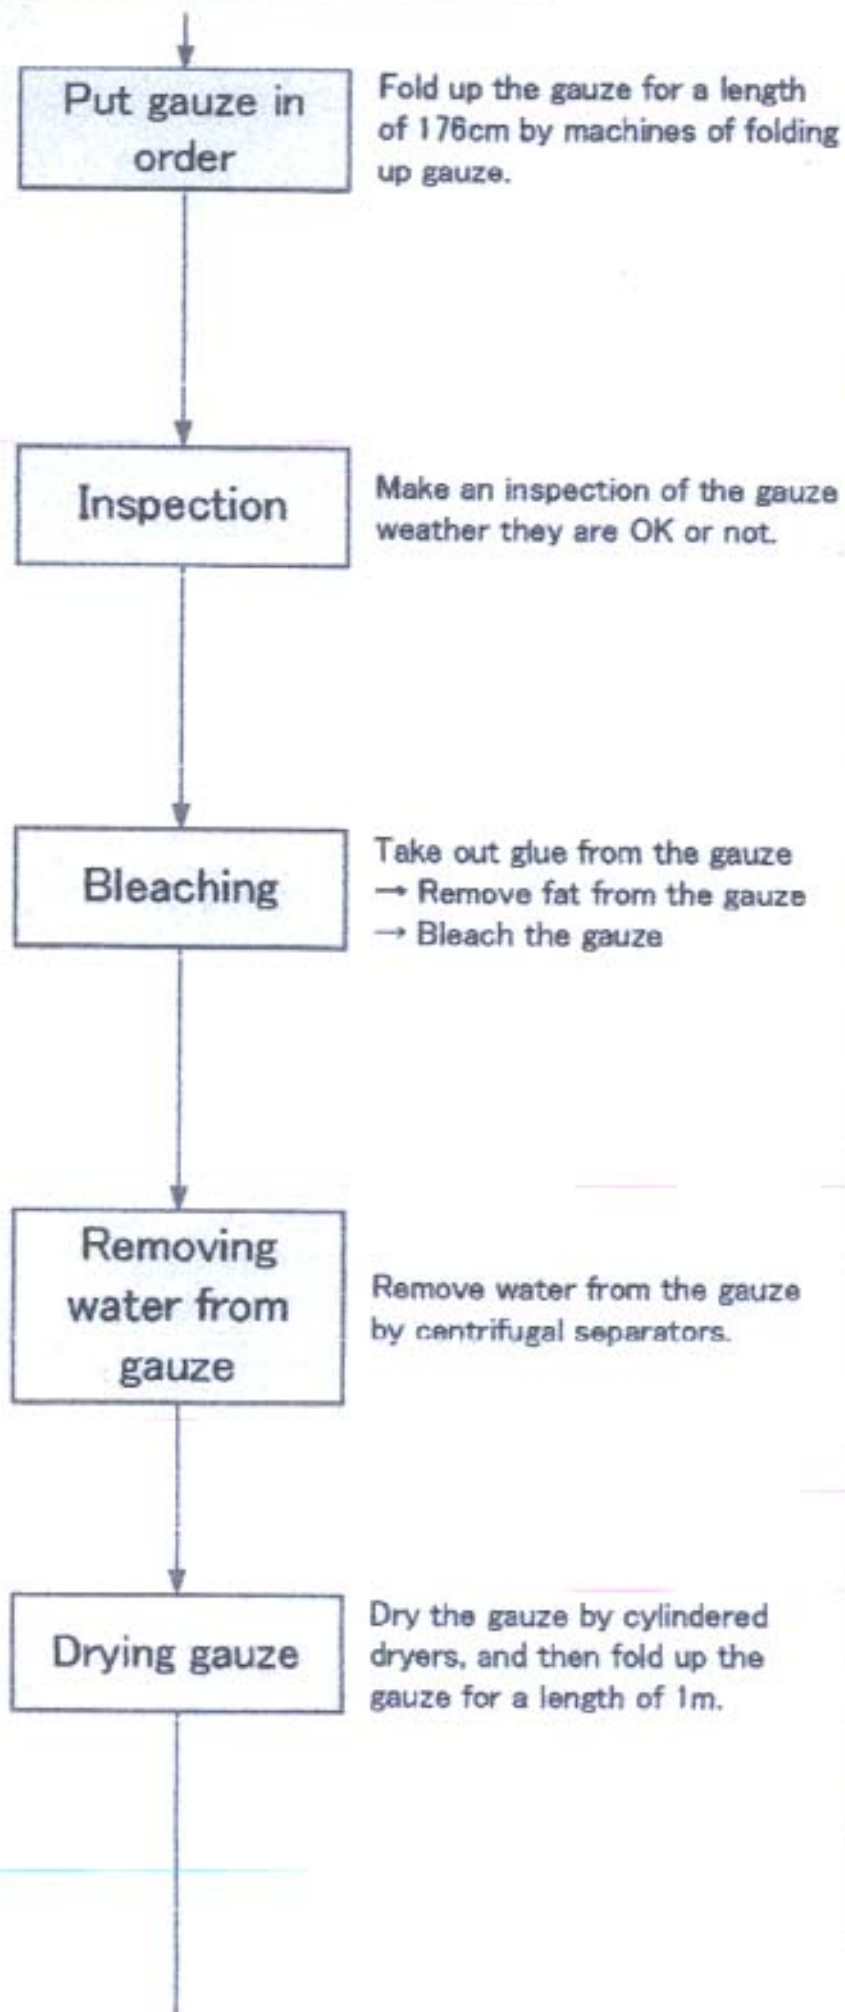 Put gauze in
order
Fold up the gauze for a length
of 176cm by machines of folding
up gauze.
Inspection
Make an inspection of the gauze
weather they are OK or not.
Bleaching
Take out glue from the gauze
→ Remove fat from the gauze
→ Bleach the gauze
Removing
water from
gauze
Remove water from the gauze
by centrifugal separators.
Drying gauze
Dry the gauze by cylindered
dryers, and then fold up the
gauze for a length of 1m.